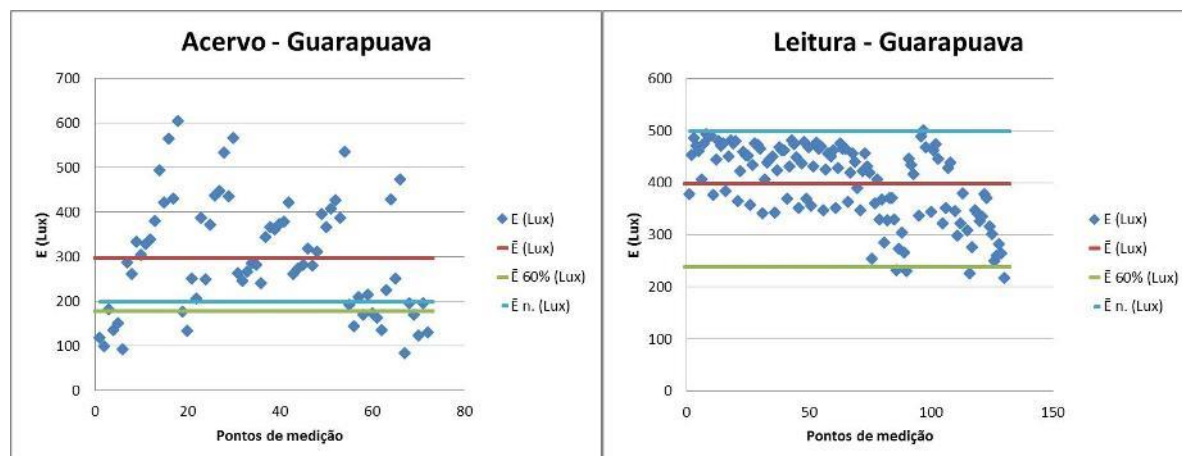 Acervo - Guarapuava
700
600
500
400
300
200
100
0
E (Lux)
0 20 40 60 80
Pontos de medição
E (Lux)
Ē (Lux)
Ē 60% (Lux)
Ē n. (Lux)
Leitura - Guarapuava
600
500
400
300
200
100
0
E (Lux)
0 50 100 150
Pontos de medição
E (Lux)
Ē (Lux)
Ē 60% (Lux)
Ē n. (Lux)